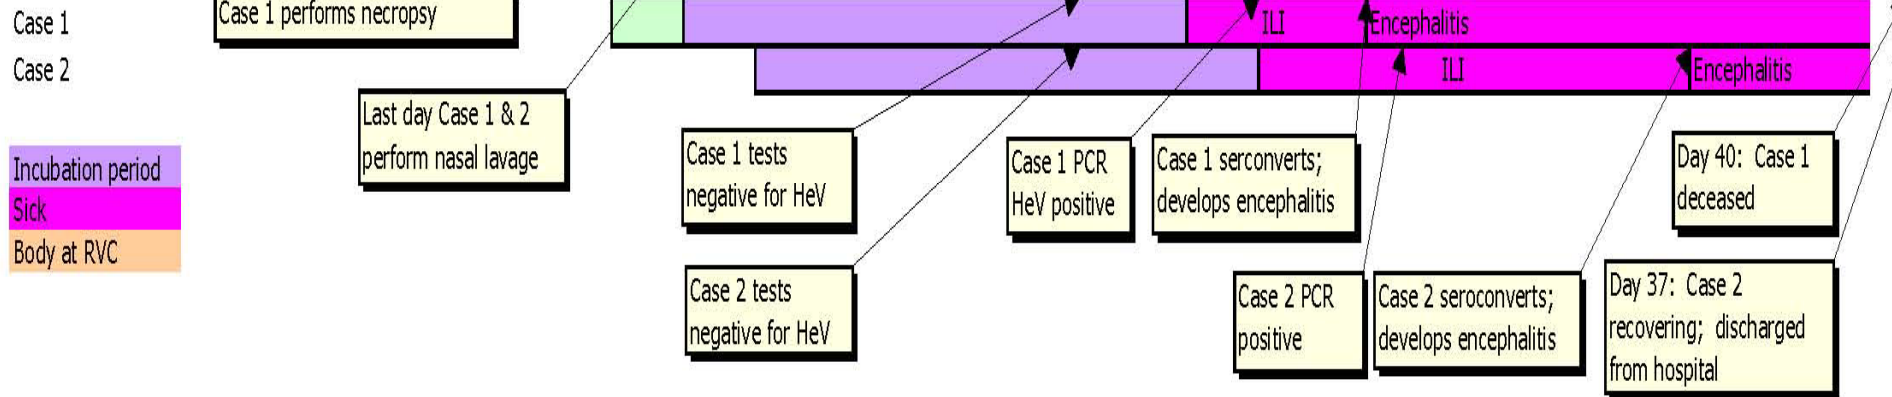 Case 1 performs necropsy
Case 1
ILI
Encephalitis
Case 2
ILI
Encephalitis
Last day Case 1 & 2
perform nasal lavage
Case 1 tests
negative for HeV
Case 1 PCR
HeV positive
Case 1 serconverts;
develops encephalitis
Day 40: Case 1
deceased
Incubation period
Sick
Body at RVC
Case 2 tests
negative for HeV
Case 2 PCR
positive
Case 2 seroconverts;
develops encephalitis
Day 37: Case 2
recovering; discharged
from hospital